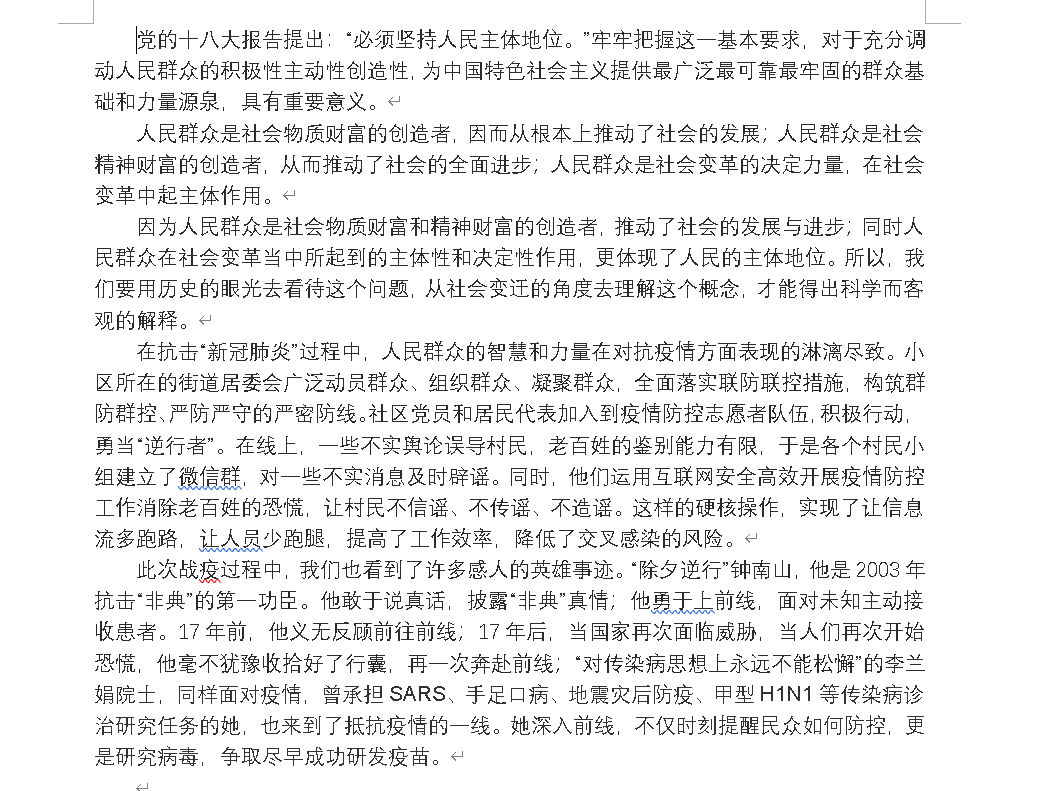 党的十八大报告提出：“必须坚持人民主体地位。”牢牢把握这一基本要求，对于充分调
动人民群众的积极性主动性创造性，为中国特色社会主义提供最广泛最可靠最牢固的群众基
础和力量源泉，具有重要意义。
人民群众是社会物质财富的创造者，因而从根本上推动了社会的发展；人民群众是社会
精神财富的创造者，从而推动了社会的全面进步；人民群众是社会变革的决定力量，在社会
变革中起主体作用。
因为人民群众是社会物质财富和精神财富的创造者，推动了社会的发展与进步；同时人
民群众在社会变革当中所起到的主体性和决定性作用，更体现了人民的主体地位。所以，我
们要用历史的眼光去看待这个问题，从社会变迁的角度去理解这个概念，才能得出科学而客
观的解释。
在抗击“新冠肺炎”过程中，人民群众的智慧和力量在对抗疫情方面表现的淋漓尽致。小
区所在的街道居委会广泛动员群众、组织群众、凝聚群众，全面落实联防联控措施，构筑群
防群控、严防严守的严密防线。社区党员和居民代表加入到疫情防控志愿者队伍，积极行动，
勇当“逆行者”。在线上，一些不实舆论误导村民，老百姓的鉴别能力有限，于是各个村民小
组建立了微信群，对一些不实消息及时辟谣。同时，他们运用互联网安全高效开展疫情防控
工作消除老百姓的恐慌，让村民不信谣、不传谣、不造谣。这样的硬核操作，实现了让信息
流多跑路，让人员少跑腿，提高了工作效率，降低了交叉感染的风险。
此次战疫过程中，我们也看到了许多感人的英雄事迹。“除夕逆行”钟南山，他是 2003 年
抗击“非典”的第一功臣。他敢于说真话，披露“非典”真情；他勇于上前线，面对未知主动接
收患者。17 年前，他义无反顾前往前线；17 年后，当国家再次面临威胁，当人们再次开始
恐慌，他毫不犹豫收拾好了行囊，再一次奔赴前线；“对传染病思想上永远不能松懈”的李兰
娟院士，同样面对疫情，曾承担 SARS、手足口病、地震灾后防疫、甲型 H1N1 等传染病诊
治研究任务的她，也来到了抵抗疫情的一线。她深入前线，不仅时刻提醒民众如何防控，更
是研究病毒，争取尽早成功研发疫苗。